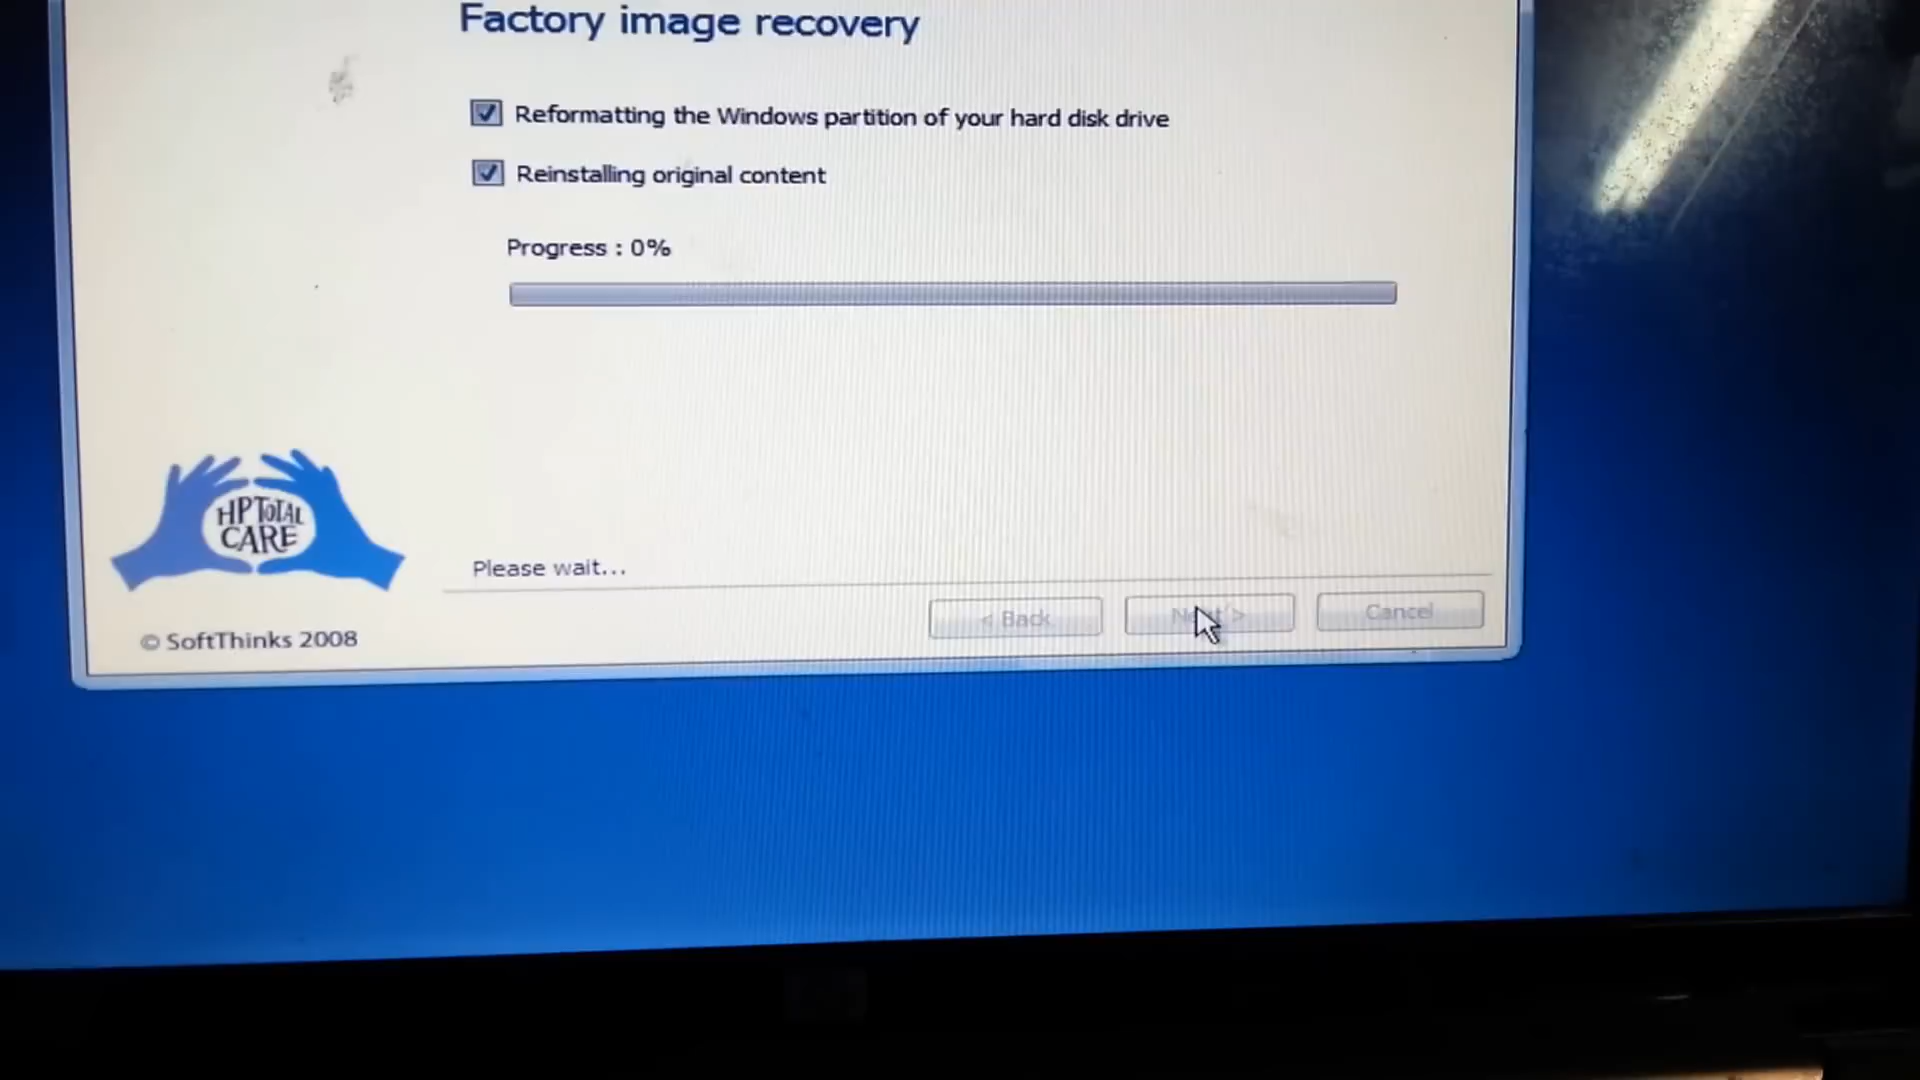 Factory image recovery
Reformatting the Windows partition of your hard disk drive
Reinstalling original content
Progress : 0%
HP TOTAL
CARE
Please wait...
< Back
Next >
Cancel
© SoftThinks 2008